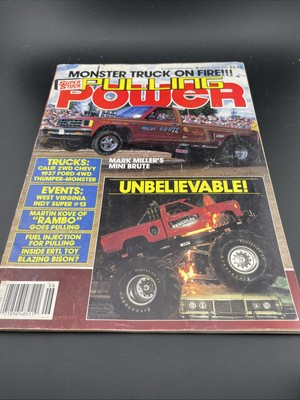 MONSTER TRUCK ON FIRE!!!
SUPER STOCK
PULLING
POWER
MARK MILLER'S
MINI BRUTE
TRUCKS:
CALIF. 2WD CHEVY
1937 FORD 4WD
THUMPER-MONSTER
EVENTS:
WEST VIRGINIA
INDY SUPER #13
MARTIN KOVE OF
"RAMBO"
GOES PULLING
FUEL INJECTION
FOR PULLING
INSIDE ERTL TOY
BLAZING BISON?
UNBELIEVABLE!